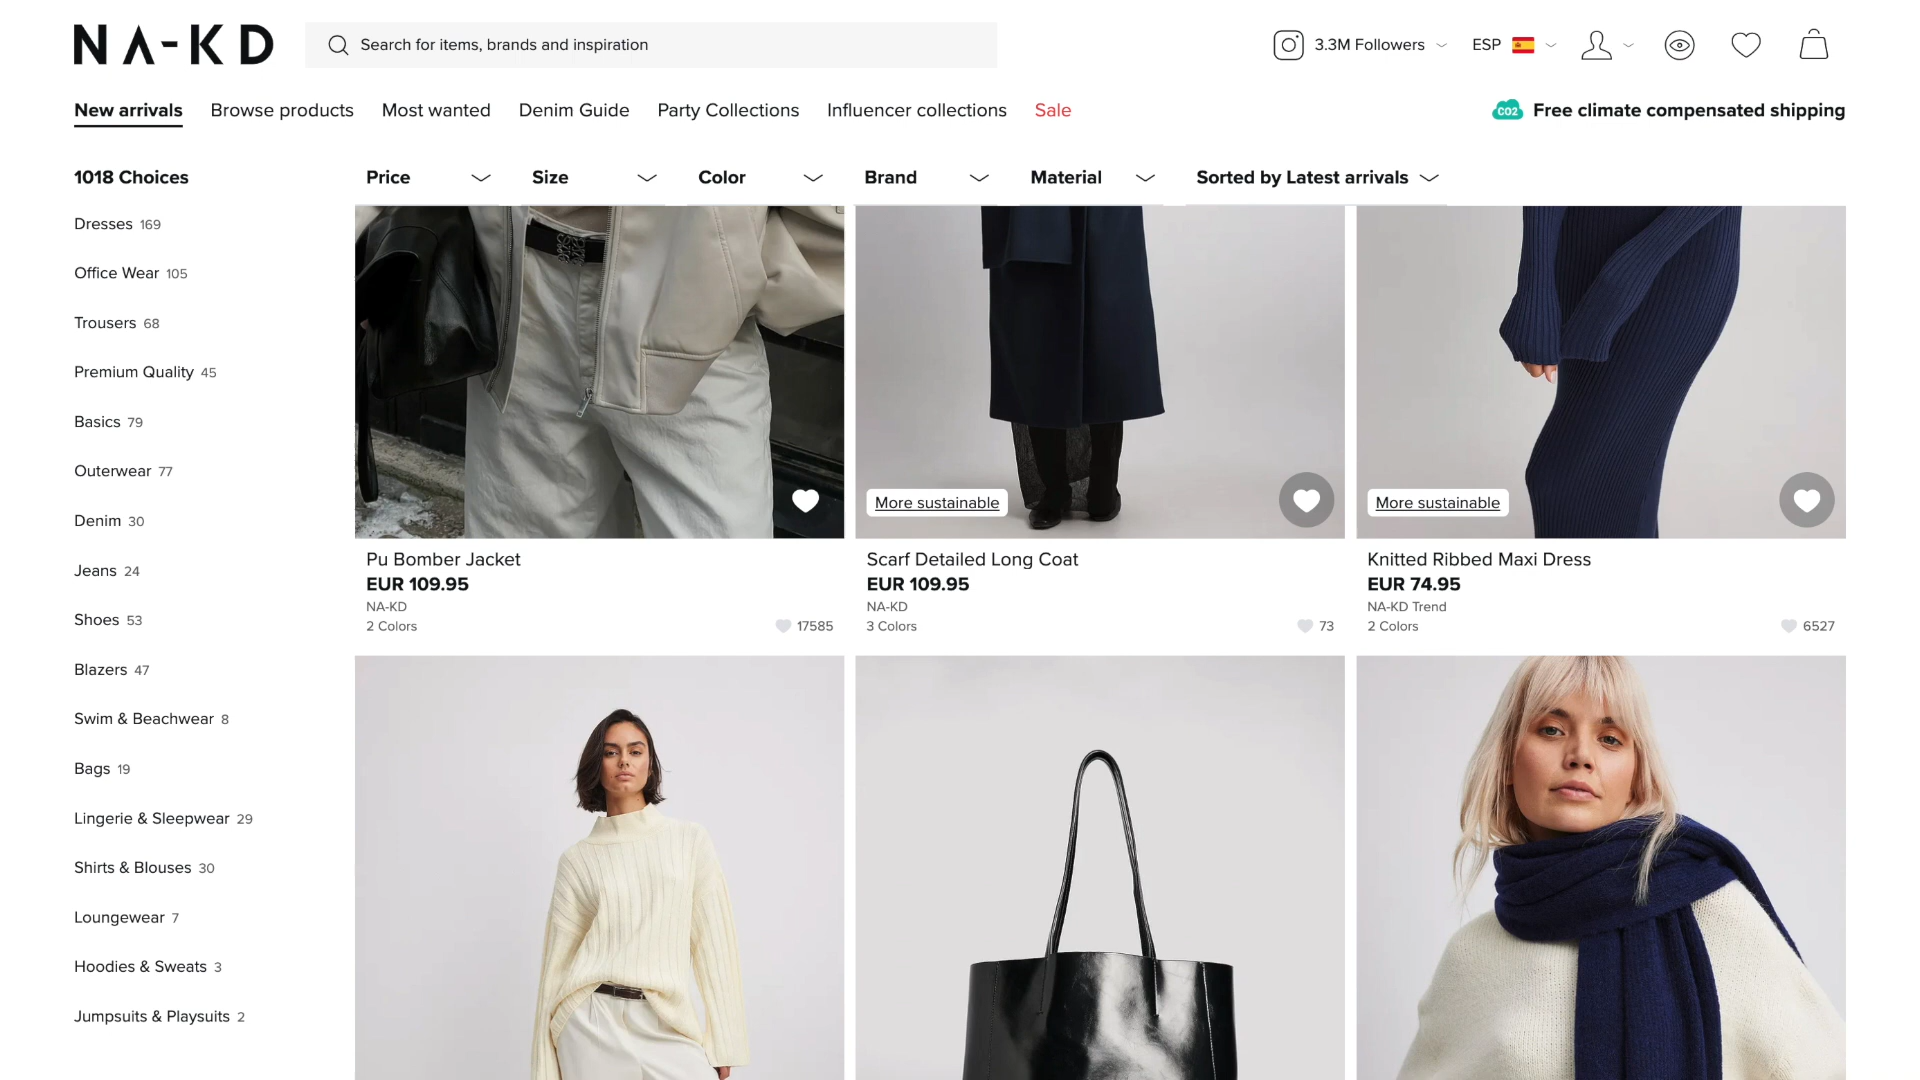 NA-KD
Search for items, brands and inspiration
3.3M Followers
ESP
New arrivals
Browse products
Most wanted
Denim Guide
Party Collections
Influencer collections
Sale
CO2
Free climate compensated shipping
1018 Choices
Dresses 169
Office Wear 105
Trousers 68
Premium Quality 45
Basics 79
Outerwear 77
Denim 30
Jeans 24
Shoes 53
Blazers 47
Swim & Beachwear 8
Bags 19
Lingerie & Sleepwear 29
Shirts & Blouses 30
Loungewear 7
Hoodies & Sweats 3
Jumpsuits & Playsuits 2
Price
Size
Color
Brand
Material
Sorted by Latest arrivals
Pu Bomber Jacket
EUR 109.95
NA-KD
2 Colors
17585
More sustainable
Scarf Detailed Long Coat
EUR 109.95
NA-KD
3 Colors
73
More sustainable
Knitted Ribbed Maxi Dress
EUR 74.95
NA-KD Trend
2 Colors
6527